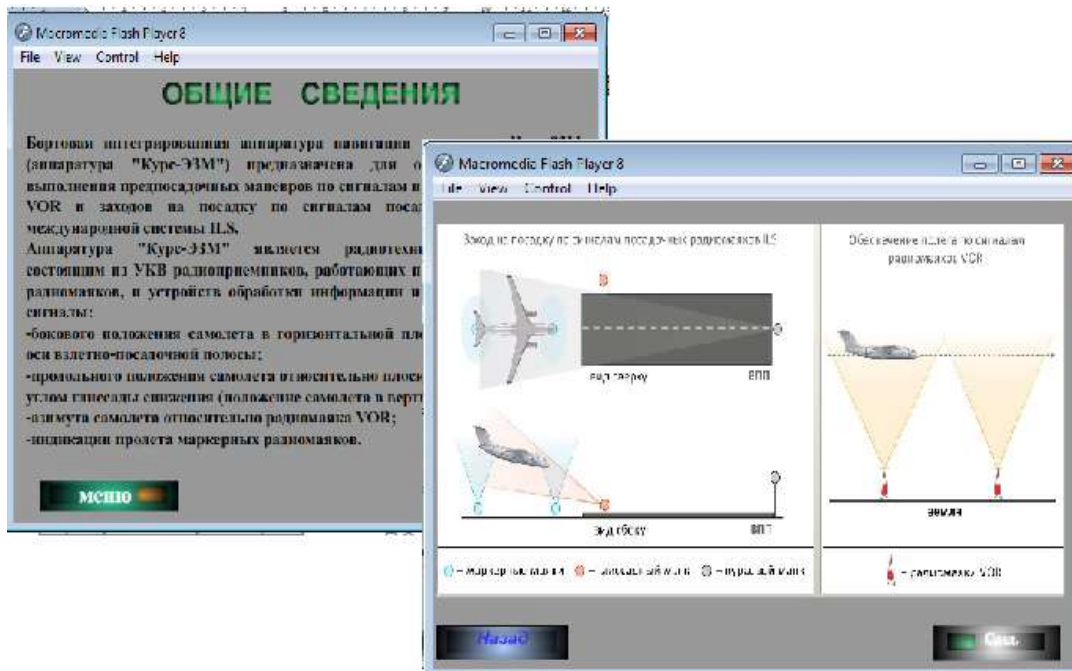 Macromedia Flash Player 8
File View Control Help
ОБЩИЕ СВЕДЕНИЯ
Бортовая интегрированная аппаратура навигации
(аппаратура "Курс-93М") предназначена для
выполнения предпосадочных маневров по сигналам
VOR и заходов на посадку по сигналам
международной системы ILS.
Аппаратура "Курс-93М" является
состоящим из УКВ радиоприемников, работающих
радиомаяков, и устройств обработки информации и
сигналы:
-бокового положения самолета в горизонтальной
оси взлетно-посадочной полосы;
-продольного положения самолета относительно
углом глиссады снижения (положение самолета в
-азимута самолета относительно радиомаяка VOR;
-индикации пролета маркерных радиомаяков.
меню
Macromedia Flash Player 8
File View Control Help
Заход на посадку по сигналам посадочных радиомаяков ILS
вид сверху ВПП
вид сбоку ВПП
– маркерные маяки – глиссадный маяк – курсовой маяк
Обеспечение полета по сигналам
радиомаяков VOR
земля
– радиомаяки VOR
Назад
След.